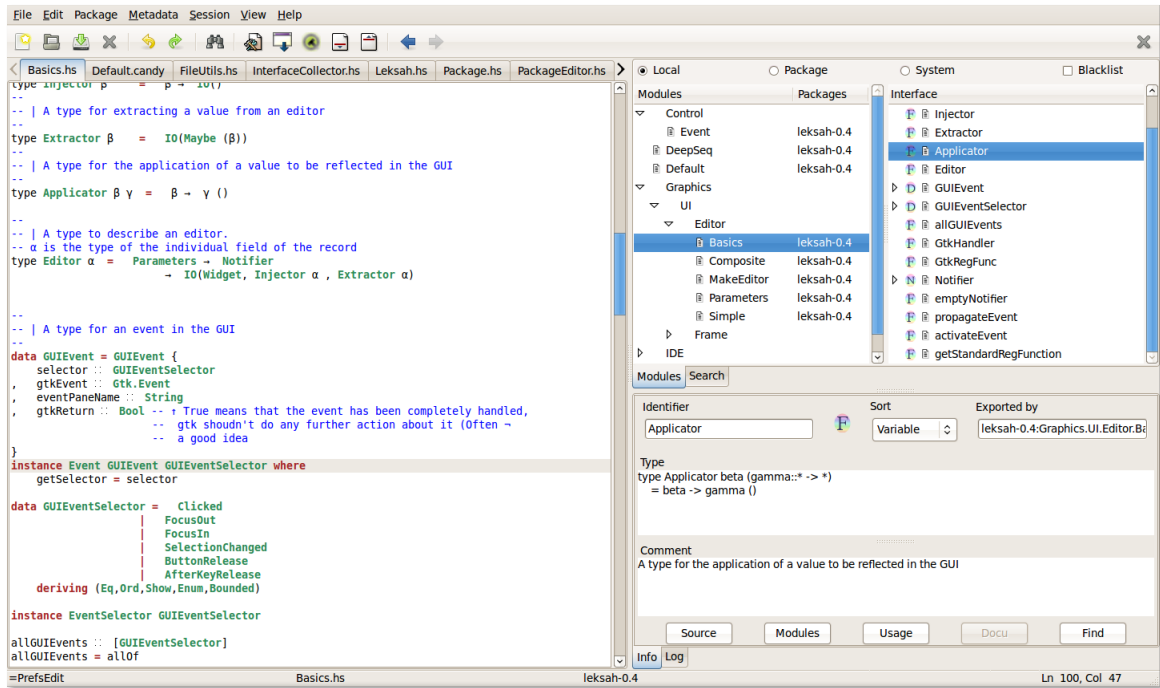 File Edit Package Metadata Session View Help
Basics.hs Default.candy FileUtils.hs InterfaceCollector.hs Leksah.hs Package.hs PackageEditor.hs
type Injector β = β → IO()
--
-- | A type for extracting a value from an editor
--
type Extractor β = IO(Maybe (β))
--
-- | A type for the application of a value to be reflected in the GUI
--
type Applicator β γ = β → γ ()
--
-- | A type to describe an editor.
-- α is the type of the individual field of the record
type Editor α = Parameters → Notifier
→ IO(Widget, Injector α , Extractor α)
--
-- | A type for an event in the GUI
--
data GUIEvent = GUIEvent {
selector ∷ GUIEventSelector
, gtkEvent ∷ Gtk.Event
, eventPaneName ∷ String
, gtkReturn ∷ Bool -- ↑ True means that the event has been completely handled,
-- gtk shoudn't do any further action about it (Often ¬
-- a good idea
}
instance Event GUIEvent GUIEventSelector where
getSelector = selector
data GUIEventSelector = Clicked
| FocusOut
| FocusIn
| SelectionChanged
| ButtonRelease
| AfterKeyRelease
deriving (Eq,Ord,Show,Enum,Bounded)
instance EventSelector GUIEventSelector
allGUIEvents ∷ [GUIEventSelector]
allGUIEvents = allOf
Local Package System Blacklist
Modules Packages
Control
Event leksah-0.4
DeepSeq leksah-0.4
Default leksah-0.4
Graphics
UI
Editor
Basics leksah-0.4
Composite leksah-0.4
MakeEditor leksah-0.4
Parameters leksah-0.4
Simple leksah-0.4
Frame
IDE
Modules Search
Interface
F Injector
F Extractor
F Applicator
F Editor
D GUIEvent
D GUIEventSelector
F allGUIEvents
F GtkHandler
F GtkRegFunc
N Notifier
F emptyNotifier
F propagateEvent
F activateEvent
F getStandardRegFunction
Identifier Sort Exported by
Applicator F Variable leksah-0.4:Graphics.UI.Editor.Ba
Type
type Applicator beta (gamma::* -> *)
= beta -> gamma ()
Comment
A type for the application of a value to be reflected in the GUI
Source Modules Usage Docu Find
Info Log
=PrefsEdit Basics.hs leksah-0.4 Ln 100, Col 47